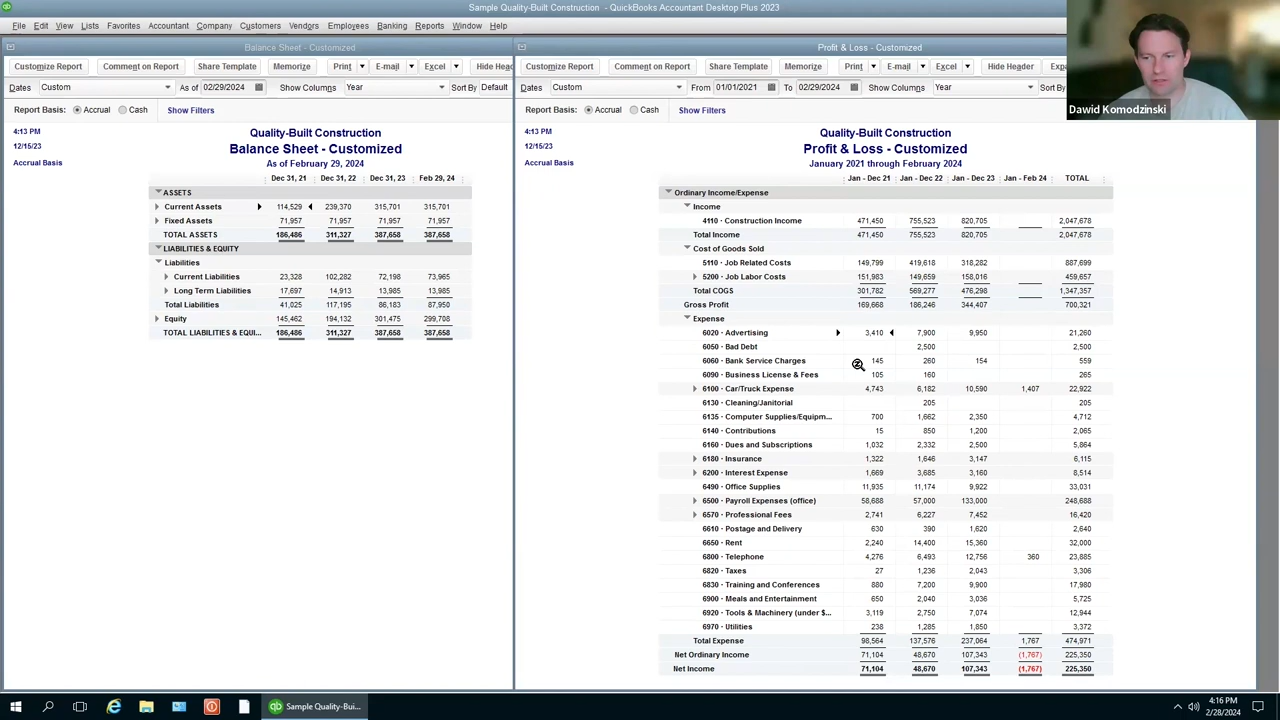 Sample Quality-Built Construction - QuickBooks Accountant Desktop Plus 2023
File Edit View Lists Favorites Accountant Company Customers Vendors Employees Banking Reports Window Help
Balance Sheet - Customized
Customize Report Comment on Report Share Template Memorize Print E-mail Excel Hide Head
Dates Custom As of 02/29/2024 Show Columns Year Sort By Default
Report Basis: Accrual Cash Show Filters
4:13 PM
12/15/23
Accrual Basis
Quality-Built Construction
Balance Sheet - Customized
As of February 29, 2024
Dec 31, 21 Dec 31, 22 Dec 31, 23 Feb 29, 24
ASSETS
Current Assets 114,529 239,370 315,701 315,701
Fixed Assets 71,957 71,957 71,957 71,957
TOTAL ASSETS 186,486 311,327 387,658 387,658
LIABILITIES & EQUITY
Liabilities
Current Liabilities 23,328 102,282 72,198 73,965
Long Term Liabilities 17,697 14,913 13,985 13,985
Total Liabilities 41,025 117,195 86,183 87,950
Equity 145,462 194,132 301,475 299,708
TOTAL LIABILITIES & EQUI... 186,486 311,327 387,658 387,658
Profit & Loss - Customized
Customize Report Comment on Report Share Template Memorize Print E-mail Excel Hide Header Exp
Dates Custom From 01/01/2021 To 02/29/2024 Show Columns Year
Report Basis: Accrual Cash Show Filters
4:13 PM
12/15/23
Accrual Basis
Quality-Built Construction
Profit & Loss - Customized
January 2021 through February 2024
Jan - Dec 21 Jan - Dec 22 Jan - Dec 23 Jan - Feb 24 TOTAL
Ordinary Income/Expense
Income
4110 · Construction Income 471,450 755,523 820,705 2,047,678
Total Income 471,450 755,523 820,705 2,047,678
Cost of Goods Sold
5110 · Job Related Costs 149,799 419,618 318,282 887,699
5200 · Job Labor Costs 151,983 149,659 158,016 459,657
Total COGS 301,782 569,277 476,298 1,347,357
Gross Profit 169,668 186,246 344,407 700,321
Expense
6020 · Advertising 3,410 7,900 9,950 21,260
6050 · Bad Debt 2,500 2,500
6060 · Bank Service Charges 145 260 154 559
6090 · Business License & Fees 105 160 265
6100 · Car/Truck Expense 4,743 6,182 10,590 1,407 22,922
6130 · Cleaning/Janitorial 205 205
6135 · Computer Supplies/Equipm... 700 1,662 2,350 4,712
6140 · Contributions 15 850 1,200 2,065
6160 · Dues and Subscriptions 1,032 2,332 2,500 5,864
6180 · Insurance 1,322 1,646 3,147 6,115
6200 · Interest Expense 1,669 3,685 3,160 8,514
6490 · Office Supplies 11,935 11,174 9,922 33,031
6500 · Payroll Expenses (office) 58,688 57,000 133,000 248,688
6570 · Professional Fees 2,741 6,227 7,452 16,420
6610 · Postage and Delivery 630 390 1,620 2,640
6650 · Rent 2,240 14,400 15,360 32,000
6800 · Telephone 4,276 6,493 12,756 360 23,885
6820 · Taxes 27 1,236 2,043 3,306
6830 · Training and Conferences 880 7,200 9,900 17,980
6900 · Meals and Entertainment 650 2,040 3,036 5,725
6920 · Tools & Machinery (under $... 3,119 2,750 7,074 12,944
6970 · Utilities 238 1,285 1,850 3,372
Total Expense 98,564 137,576 237,064 1,767 474,971
Net Ordinary Income 71,104 48,670 107,343 (1,767) 225,350
Net Income 71,104 48,670 107,343 (1,767) 225,350
Dawid Komodzinski
Sample Quality-Bui...
4:16 PM
2/28/2024